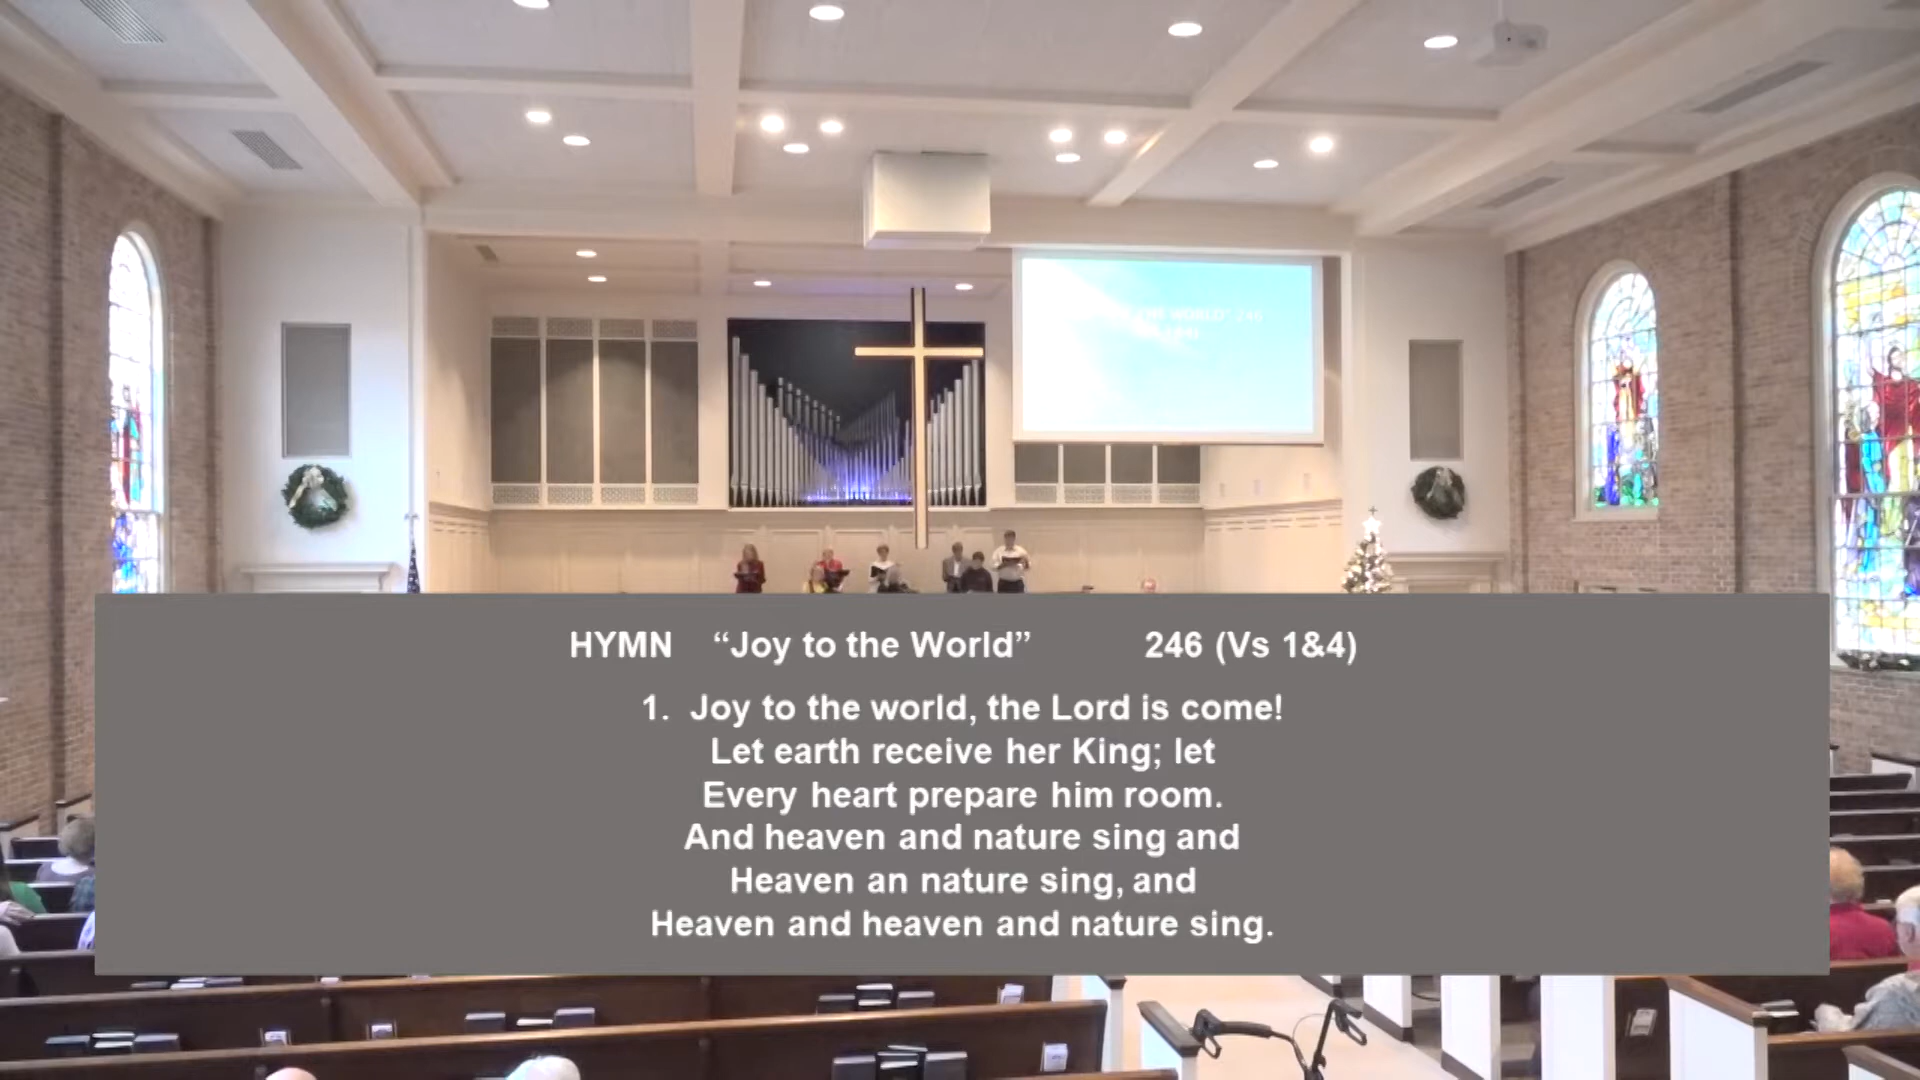 WORLD" 246
HYMN “Joy to the World” 246 (Vs 1&4)
1. Joy to the world, the Lord is come!
Let earth receive her King; let
Every heart prepare him room.
And heaven and nature sing and
Heaven an nature sing, and
Heaven and heaven and nature sing.